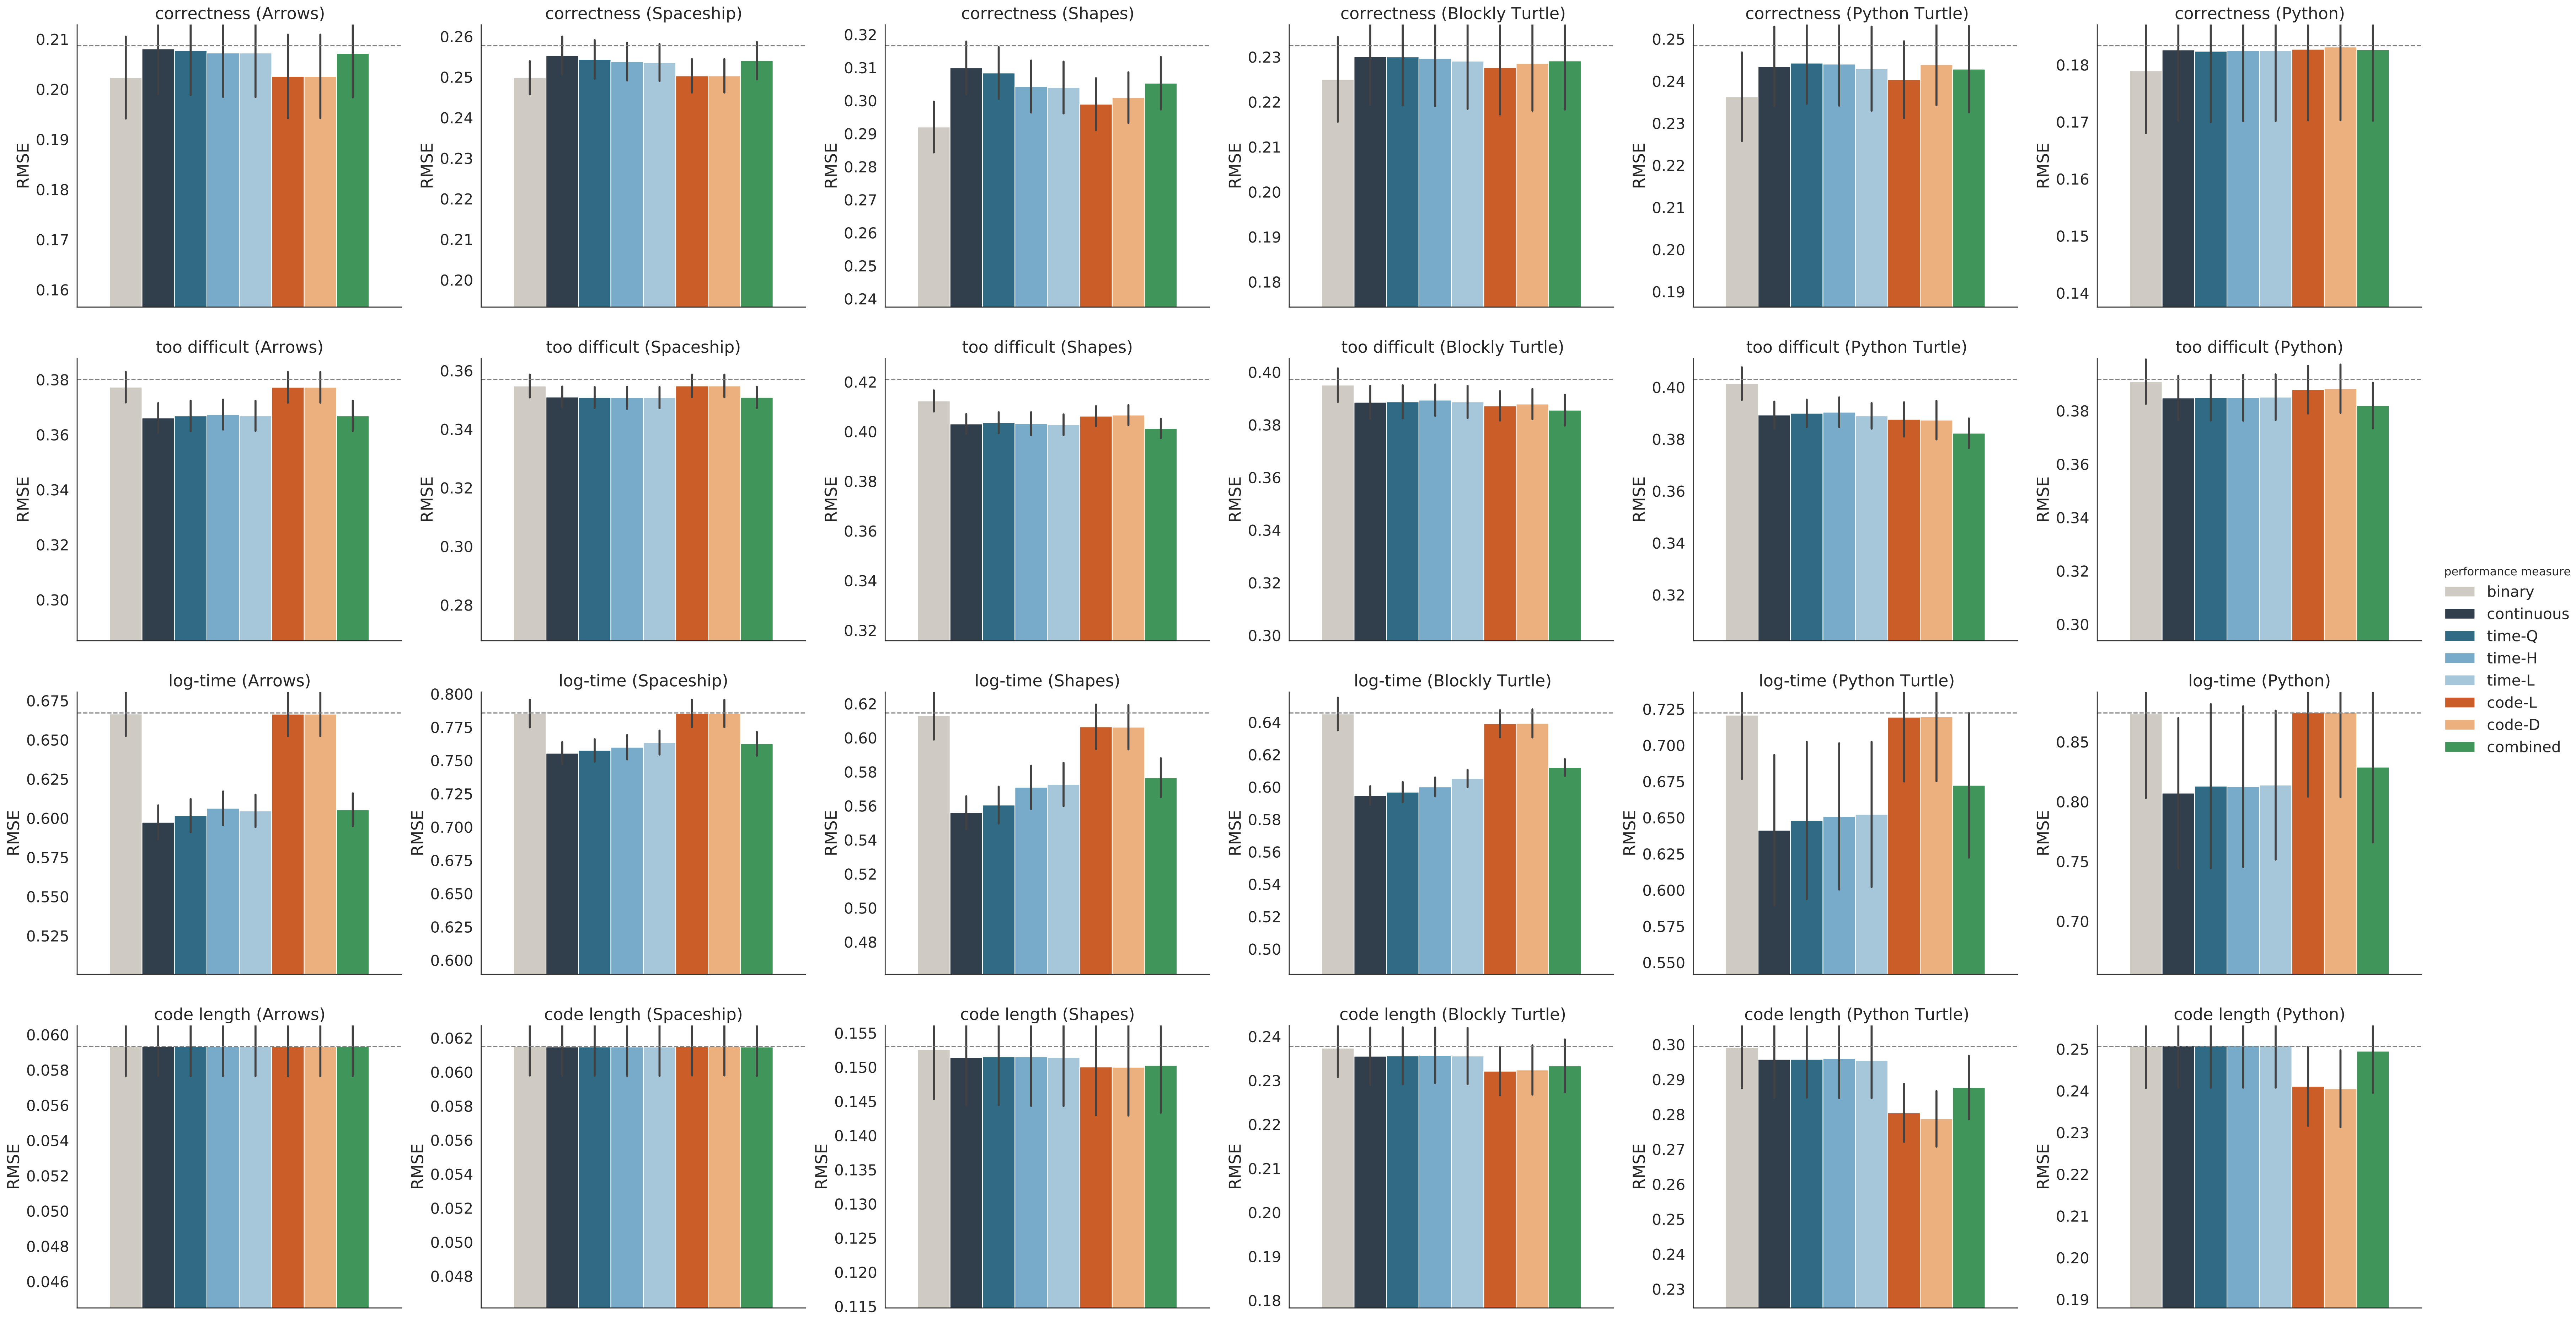 correctness (Arrows)
RMSE
0.21
0.20
0.19
0.18
0.17
0.16
correctness (Spaceship)
RMSE
0.26
0.25
0.24
0.23
0.22
0.21
0.20
correctness (Shapes)
RMSE
0.32
0.31
0.30
0.29
0.28
0.27
0.26
0.25
0.24
correctness (Blockly Turtle)
RMSE
0.23
0.22
0.21
0.20
0.19
0.18
correctness (Python Turtle)
RMSE
0.25
0.24
0.23
0.22
0.21
0.20
0.19
correctness (Python)
RMSE
0.18
0.17
0.16
0.15
0.14
too difficult (Arrows)
RMSE
0.38
0.36
0.34
0.32
0.30
too difficult (Spaceship)
RMSE
0.36
0.34
0.32
0.30
0.28
too difficult (Shapes)
RMSE
0.42
0.40
0.38
0.36
0.34
0.32
too difficult (Blockly Turtle)
RMSE
0.40
0.38
0.36
0.34
0.32
0.30
too difficult (Python Turtle)
RMSE
0.40
0.38
0.36
0.34
0.32
too difficult (Python)
RMSE
0.38
0.36
0.34
0.32
0.30
performance measure
binary
continuous
time-Q
time-H
time-L
code-L
code-D
combined
log-time (Arrows)
RMSE
0.675
0.650
0.625
0.600
0.575
0.550
0.525
log-time (Spaceship)
RMSE
0.800
0.775
0.750
0.725
0.700
0.675
0.650
0.625
0.600
log-time (Shapes)
RMSE
0.62
0.60
0.58
0.56
0.54
0.52
0.50
0.48
log-time (Blockly Turtle)
RMSE
0.64
0.62
0.60
0.58
0.56
0.54
0.52
0.50
log-time (Python Turtle)
RMSE
0.725
0.700
0.675
0.650
0.625
0.600
0.575
0.550
log-time (Python)
RMSE
0.85
0.80
0.75
0.70
code length (Arrows)
RMSE
0.060
0.058
0.056
0.054
0.052
0.050
0.048
0.046
code length (Spaceship)
RMSE
0.062
0.060
0.058
0.056
0.054
0.052
0.050
0.048
code length (Shapes)
RMSE
0.155
0.150
0.145
0.140
0.135
0.130
0.125
0.120
0.115
code length (Blockly Turtle)
RMSE
0.24
0.23
0.22
0.21
0.20
0.19
0.18
code length (Python Turtle)
RMSE
0.30
0.29
0.28
0.27
0.26
0.25
0.24
0.23
code length (Python)
RMSE
0.25
0.24
0.23
0.22
0.21
0.20
0.19